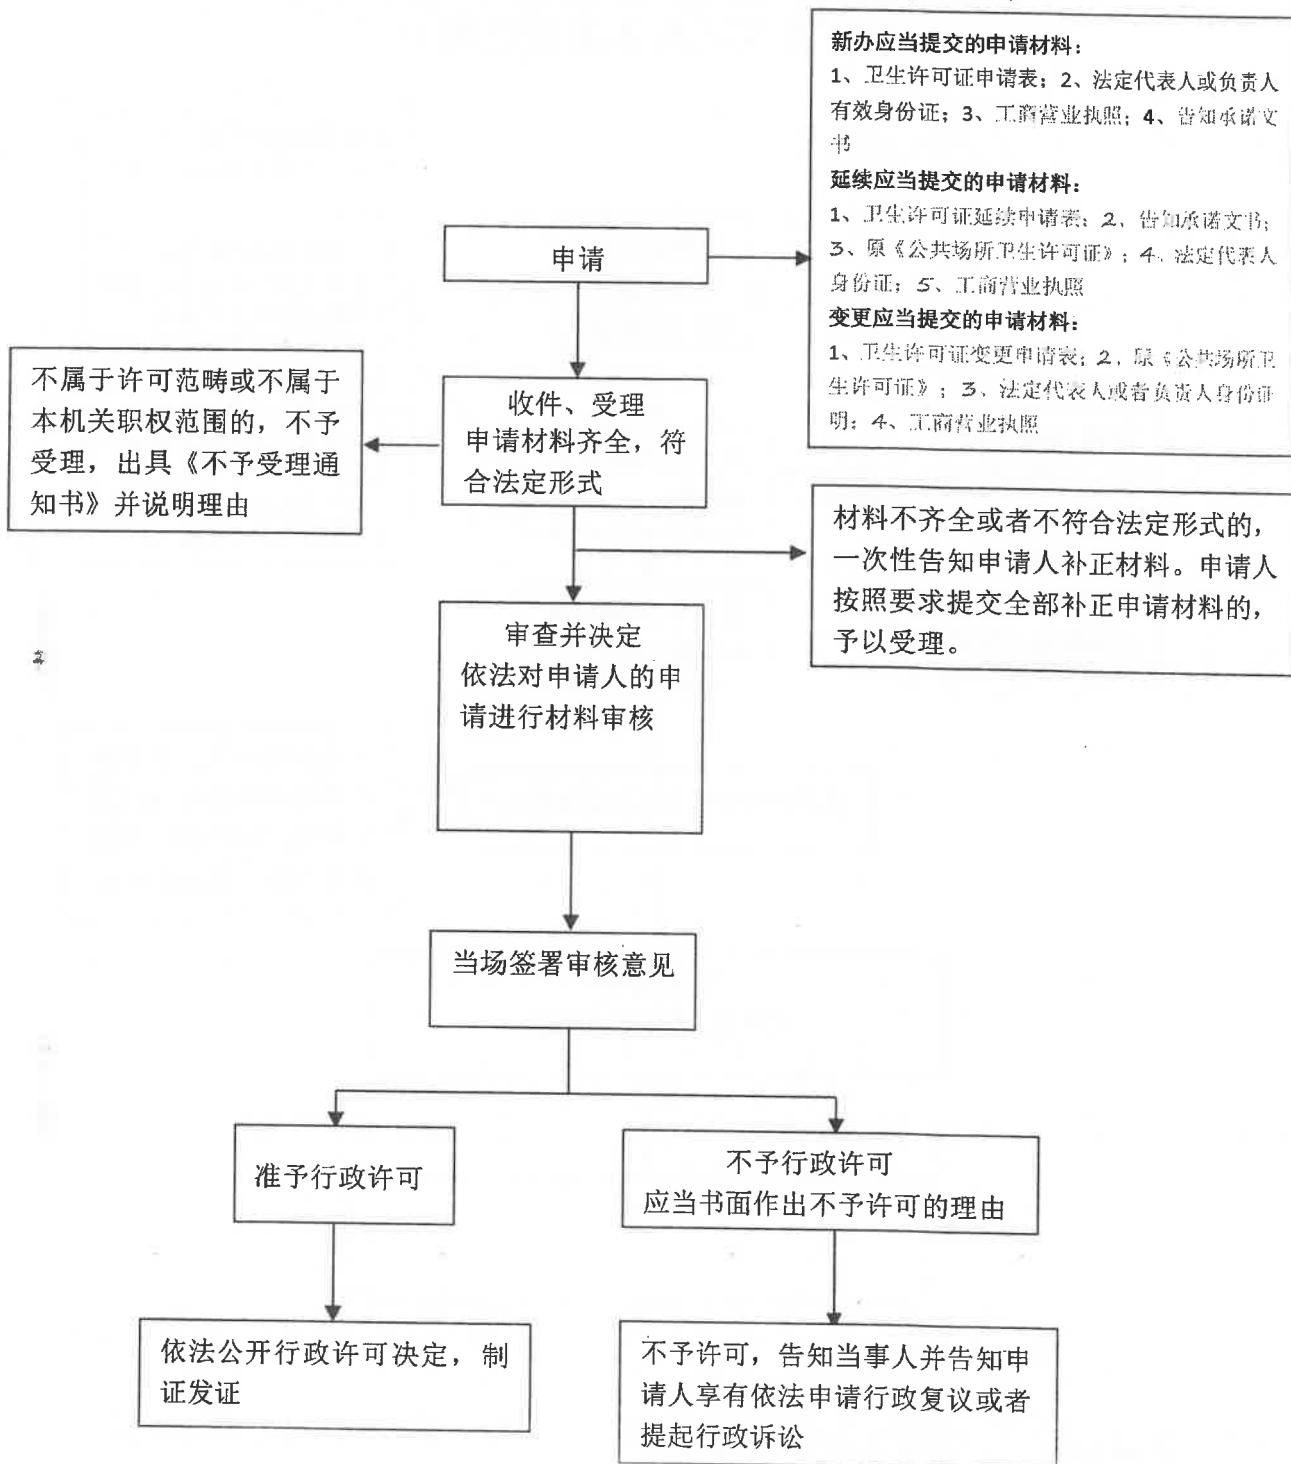 新办应当提交的申请材料：
1、卫生许可证申请表；2、法定代表人或负责人
有效身份证；3、工商营业执照；4、告知承诺文
书
延续应当提交的申请材料：
1、卫生许可证延续申请表；2、告知承诺文书；
3、原《公共场所卫生许可证》；4、法定代表人
身份证；5、工商营业执照
变更应当提交的申请材料：
1、卫生许可证变更申请表；2、原《公共场所卫
生许可证》；3、法定代表人或者负责人身份证
明；4、工商营业执照
申请
不属于许可范畴或不属于
本机关职权范围的，不予
受理，出具《不予受理通
知书》并说明理由
收件、受理
申请材料齐全，符
合法定形式
材料不齐全或者不符合法定形式的，
一次性告知申请人补正材料。申请人
按照要求提交全部补正申请材料的，
予以受理。
审查并决定
依法对申请人的申
请进行材料审核
当场签署审核意见
准予行政许可
不予行政许可
应当书面作出不予许可的理由
依法公开行政许可决定，制
证发证
不予许可，告知当事人并告知申
请人享有依法申请行政复议或者
提起行政诉讼